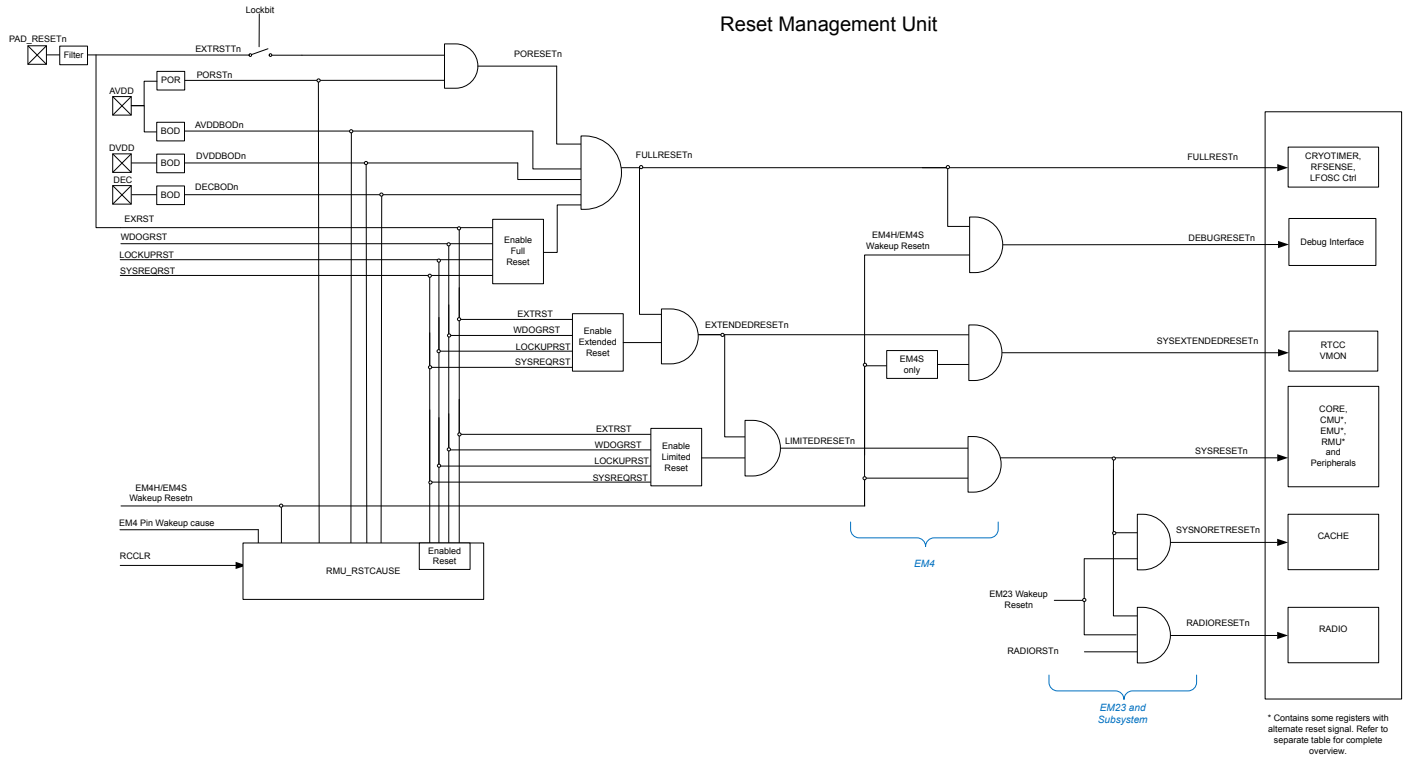 Reset Management Unit
Lockbit
PAD_RESETn
Filter
EXTRSTTn
PORESETn
AVDD
POR
PORSTn
BOD
AVDDBODn
DVDD
BOD
DVDDBODn
DEC
BOD
DECBODn
EXRST
WDOGRST
LOCKUPRST
SYSREQRST
Enable
Full
Reset
FULLRESETn
FULLRESTn
CRYOTIMER,
RFSENSE,
LFOSC Ctrl
EM4H/EM4S
Wakeup Resetn
DEBUGRESETn
Debug Interface
EXTRST
WDOGRST
LOCKUPRST
SYSREQRST
Enable
Extended
Reset
EXTENDEDRESETn
EM4S
only
SYSEXTENDEDRESETn
RTCC
VMON
EXTRST
WDOGRST
LOCKUPRST
SYSREQRST
Enable
Limited
Reset
LIMITEDRESETn
SYSRESETn
CORE,
CMU*,
EMU*,
RMU*
and
Peripherals
EM4H/EM4S
Wakeup Resetn
EM4 Pin Wakeup cause
RCCLR
RMU_RSTCAUSE
Enabled
Reset
EM4
SYSNORETRESETn
CACHE
EM23 Wakeup
Resetn
RADIORSTn
RADIORESETn
RADIO
EM23 and
Subsystem
* Contains some registers with
alternate reset signal. Refer to
separate table for complete
overview.